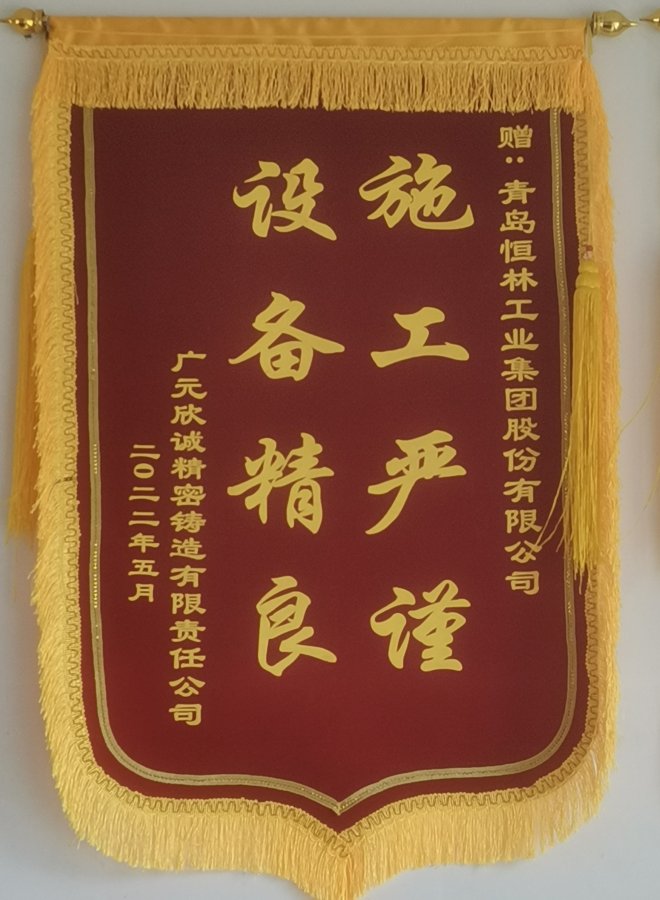 赠：青岛恒林工业集团股份有限公司
施工严谨
设备精良
广元欣诚精密铸造有限责任公司
二〇二二年五月